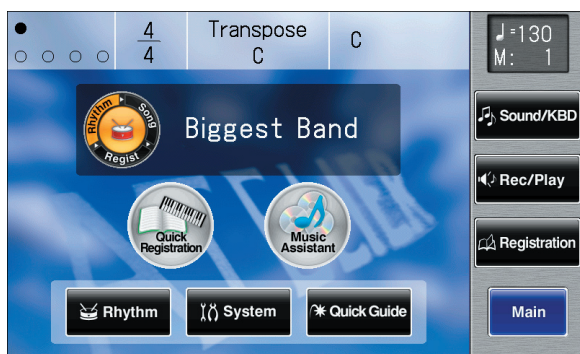 4
4
Transpose
C
C
♩=130
M: 1
Rhythm
Song
Regist
Biggest Band
Sound/KBD
Rec/Play
Registration
Quick
Registration
Music
Assistant
Rhythm
System
Quick Guide
Main
ATELIER